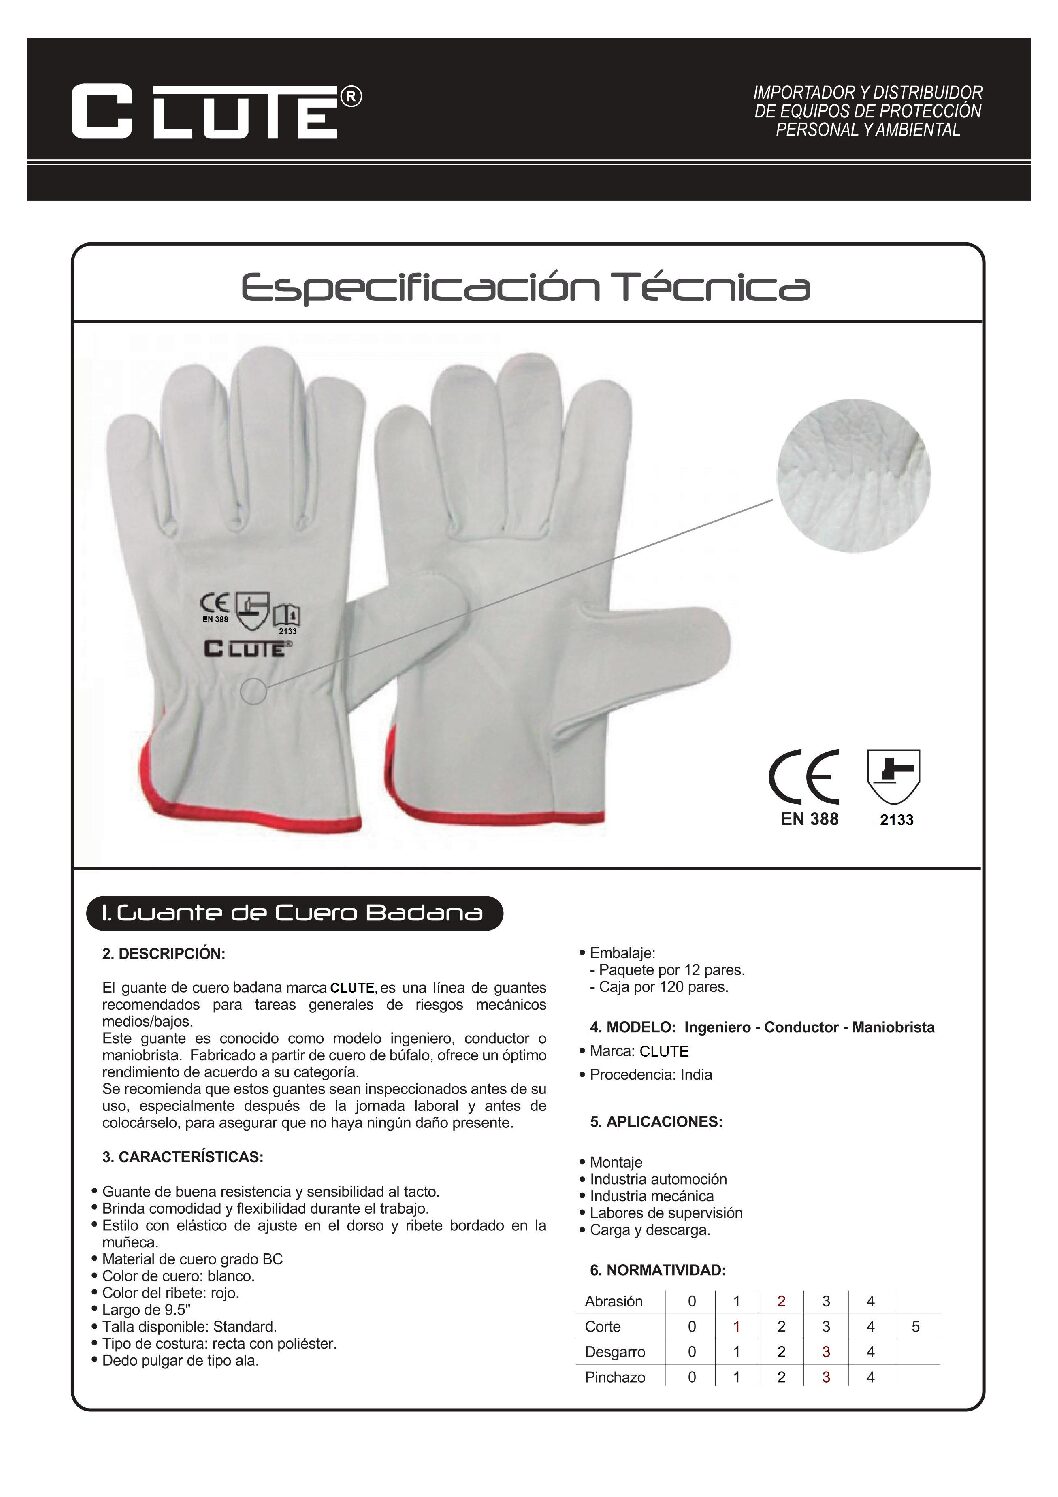 CLUTE®
IMPORTADOR Y DISTRIBUIDOR
DE EQUIPOS DE PROTECCIÓN
PERSONAL Y AMBIENTAL
Especificación Técnica
CE
EN 388
2133
CLUTE®
CE
EN 388
2133
1. Guante de Cuero Badana
2. DESCRIPCIÓN:
El guante de cuero badana marca CLUTE, es una línea de guantes
recomendados para tareas generales de riesgos mecánicos
medios/bajos.
Este guante es conocido como modelo ingeniero, conductor o
maniobrista. Fabricado a partir de cuero de búfalo, ofrece un óptimo
rendimiento de acuerdo a su categoría.
Se recomienda que estos guantes sean inspeccionados antes de su
uso, especialmente después de la jornada laboral y antes de
colocárselo, para asegurar que no haya ningún daño presente.
3. CARACTERÍSTICAS:
• Guante de buena resistencia y sensibilidad al tacto.
• Brinda comodidad y flexibilidad durante el trabajo.
• Estilo con elástico de ajuste en el dorso y ribete bordado en la
muñeca.
• Material de cuero grado BC
• Color de cuero: blanco.
• Color del ribete: rojo.
• Largo de 9.5"
• Talla disponible: Standard.
• Tipo de costura: recta con poliéster.
• Dedo pulgar de tipo ala.
• Embalaje:
- Paquete por 12 pares.
- Caja por 120 pares.
4. MODELO: Ingeniero - Conductor - Maniobrista
• Marca: CLUTE
• Procedencia: India
5. APLICACIONES:
• Montaje
• Industria automoción
• Industria mecánica
• Labores de supervisión
• Carga y descarga.
6. NORMATIVIDAD:
Abrasión 0 1 2 3 4
Corte 0 1 2 3 4 5
Desgarro 0 1 2 3 4
Pinchazo 0 1 2 3 4